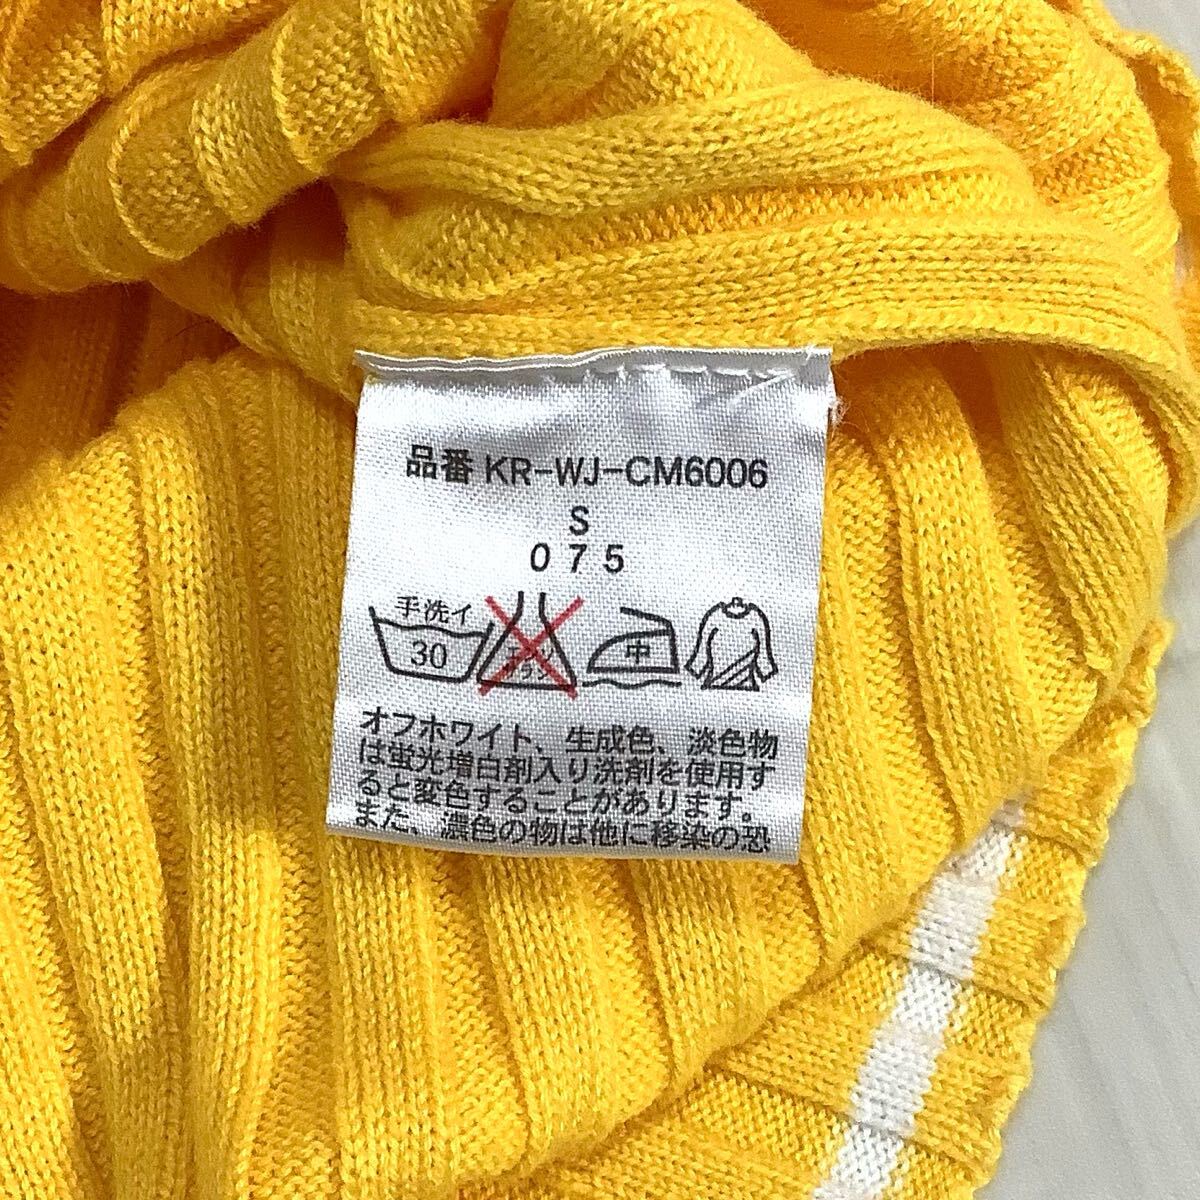 品番 KR-WJ-CM6006
S
075
手洗イ
30
中
オフホワイト、生成色、淡色物
は蛍光増白剤入り洗剤を使用す
ると変色することがあります。
また、濃色の物は他に移染の恐